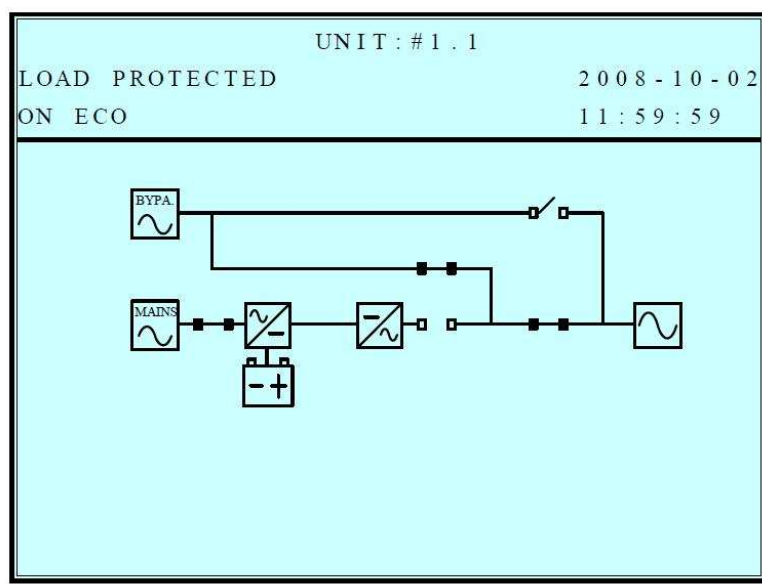 UNIT:#1.1
LOAD PROTECTED
2008-10-02
ON ECO
11:59:59
BYPA.
MAINS